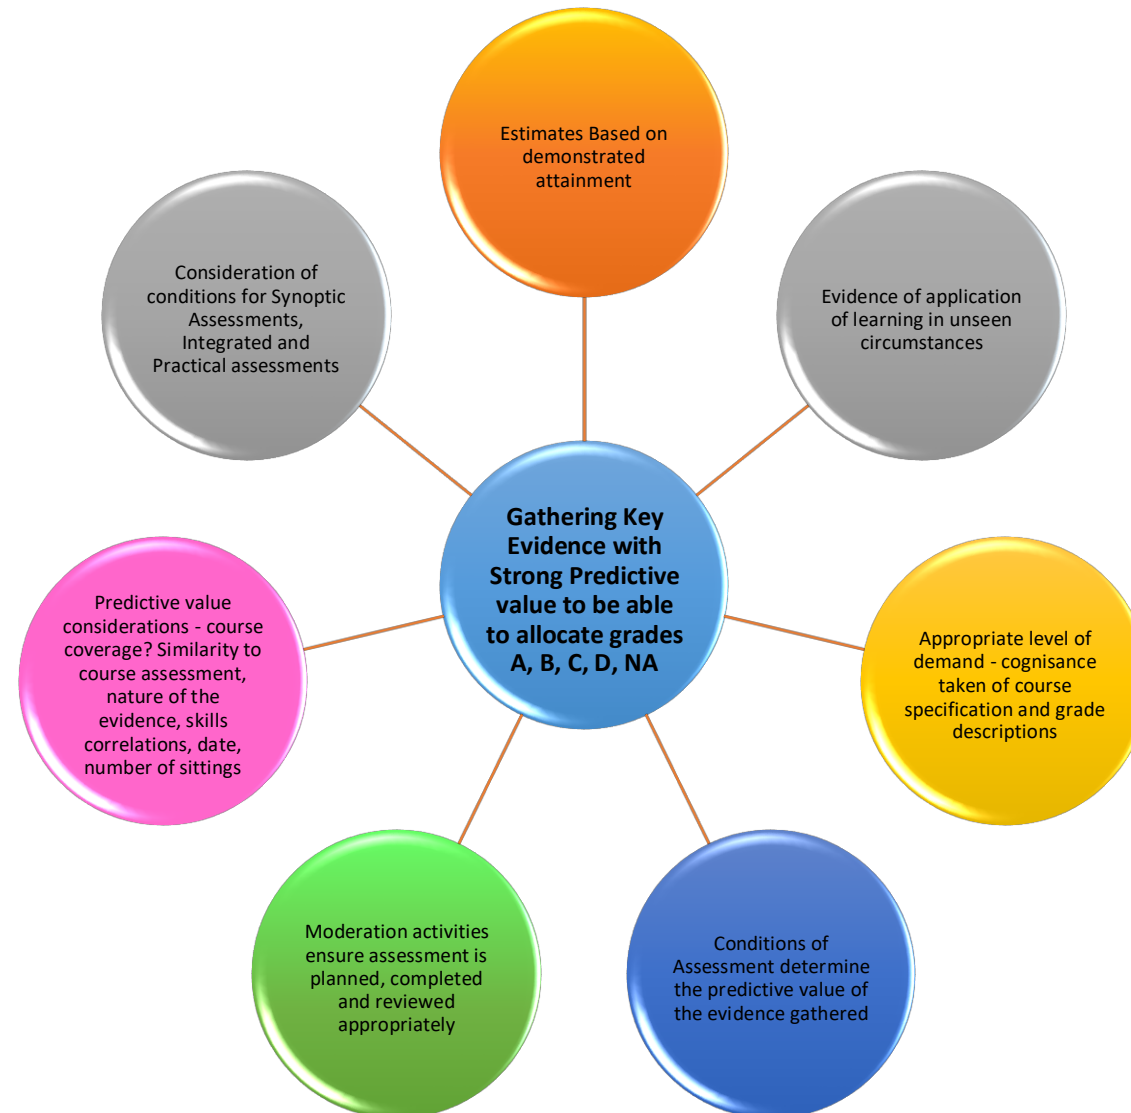 Estimates Based on
demonstrated
attainment
Evidence of application
of learning in unseen
circumstances
Appropriate level of
demand - cognisance
taken of course
specification and grade
descriptions
Conditions of
Assessment determine
the predictive value of
the evidence gathered
Moderation activities
ensure assessment is
planned, completed
and reviewed
appropriately
Predictive value
considerations - course
coverage? Similarity to
course assessment,
nature of the
evidence, skills
correlations, date,
number of sittings
Consideration of
conditions for Synoptic
Assessments,
Integrated and
Practical assessments
Gathering Key
Evidence with
Strong Predictive
value to be able
to allocate grades
A, B, C, D, NA